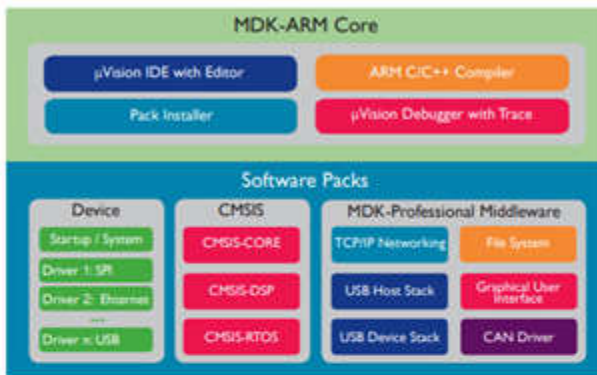 MDK-ARM Core
µVision IDE with Editor
ARM C/C++ Compiler
Pack Installer
µVision Debugger with Trace
Software Packs
Device
Startup / System
Driver 1: SPI
Driver 2: Ethernet
...
Driver n: USB
CMSIS
CMSIS-CORE
CMSIS-DSP
CMSIS-RTOS
MDK-Professional Middleware
TCP/IP Networking
File System
USB Host Stack
Graphical User
Interface
USB Device Stack
CAN Driver